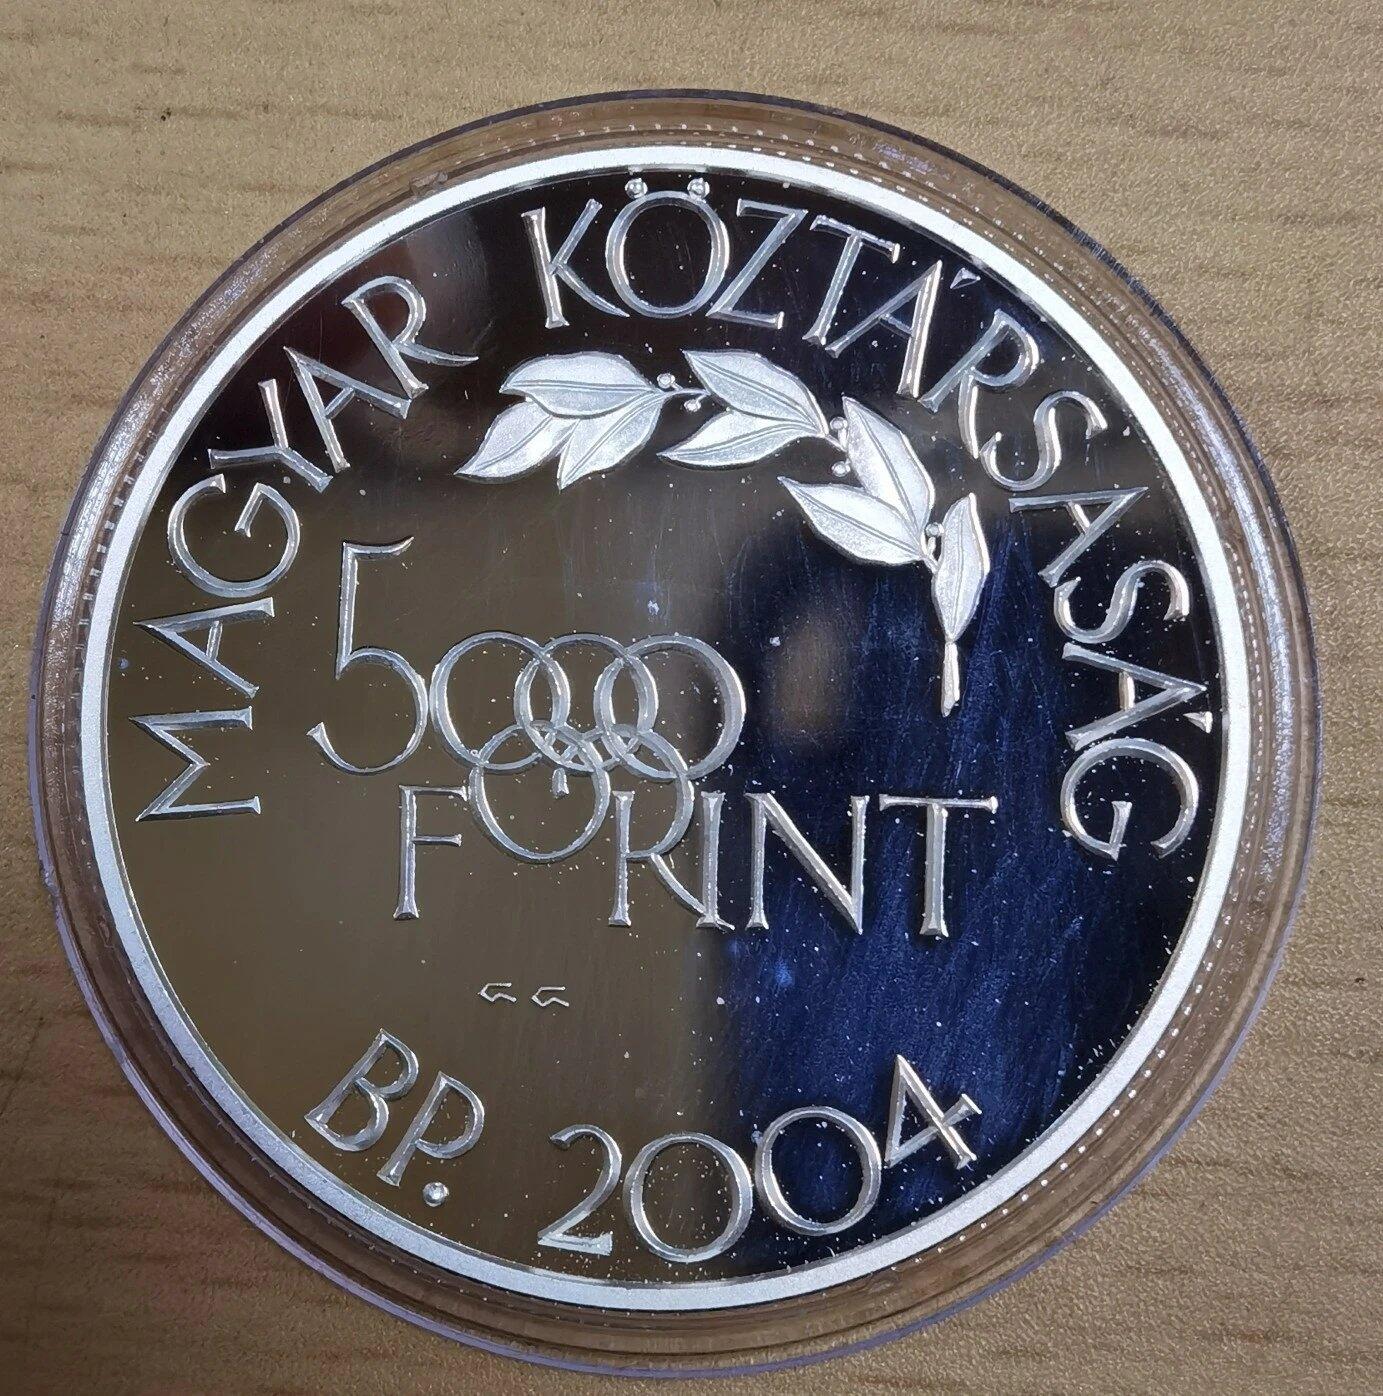 MAGYAR KÖZTÁRSASÁG
5000
FORINT
BP. 2004